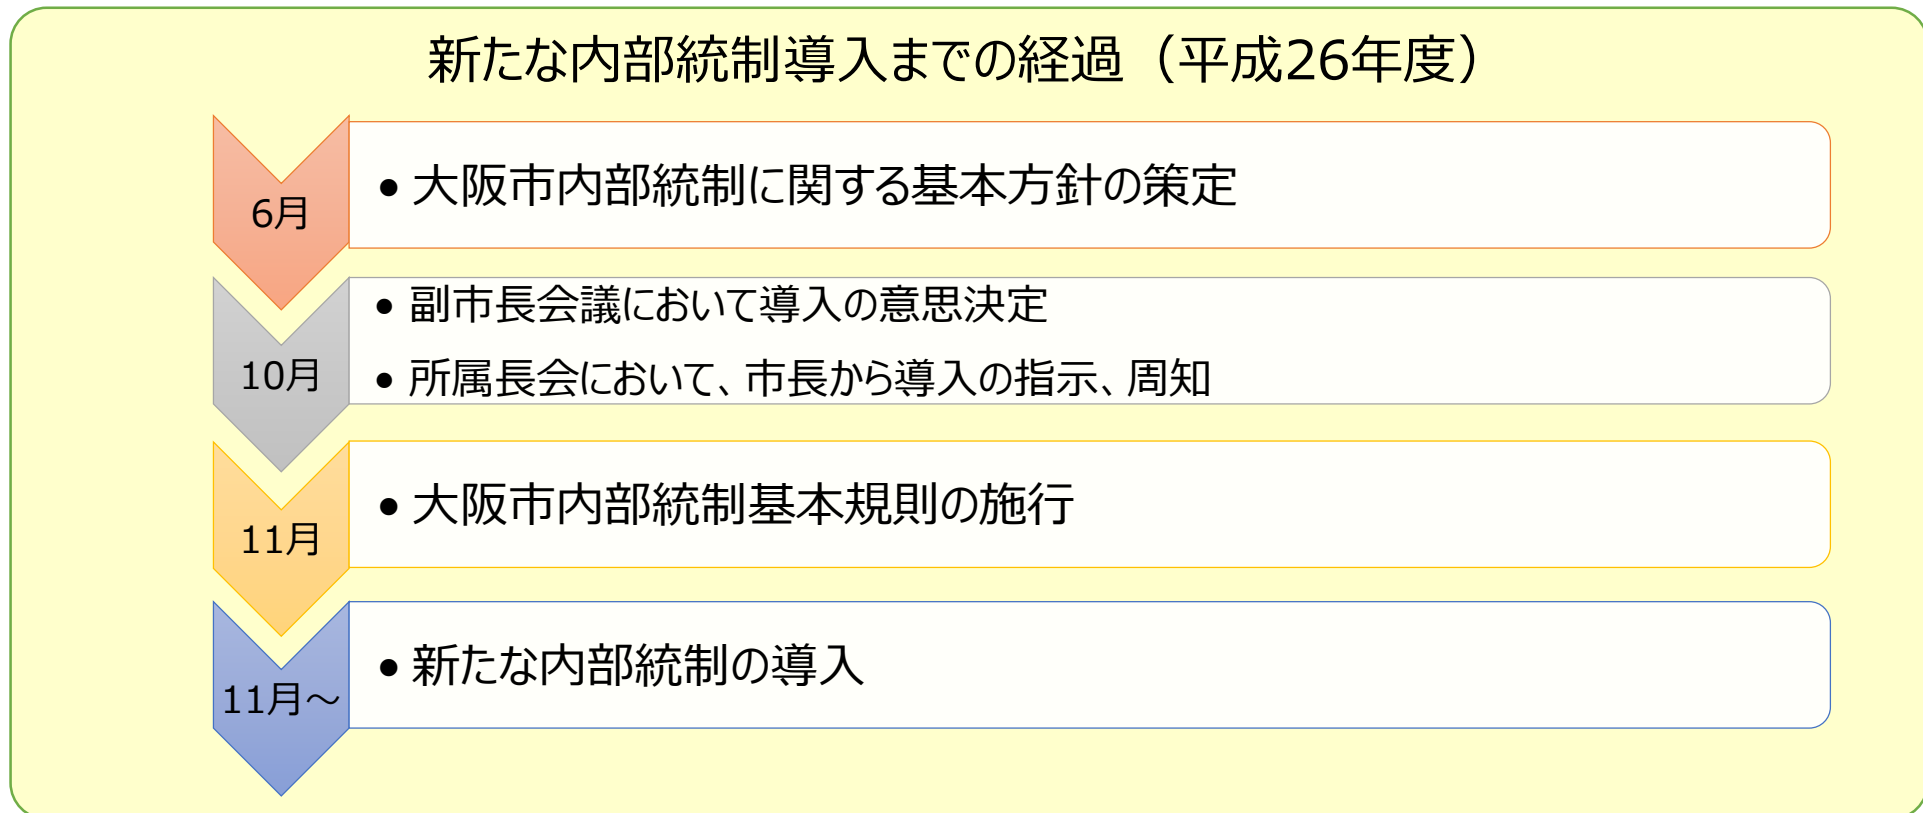 新たな内部統制導入までの経過（平成26年度）
6月
• 大阪市内部統制に関する基本方針の策定
10月
• 副市長会議において導入の意思決定
• 所属長会において、市長から導入の指示、周知
11月
• 大阪市内部統制基本規則の施行
11月～
• 新たな内部統制の導入